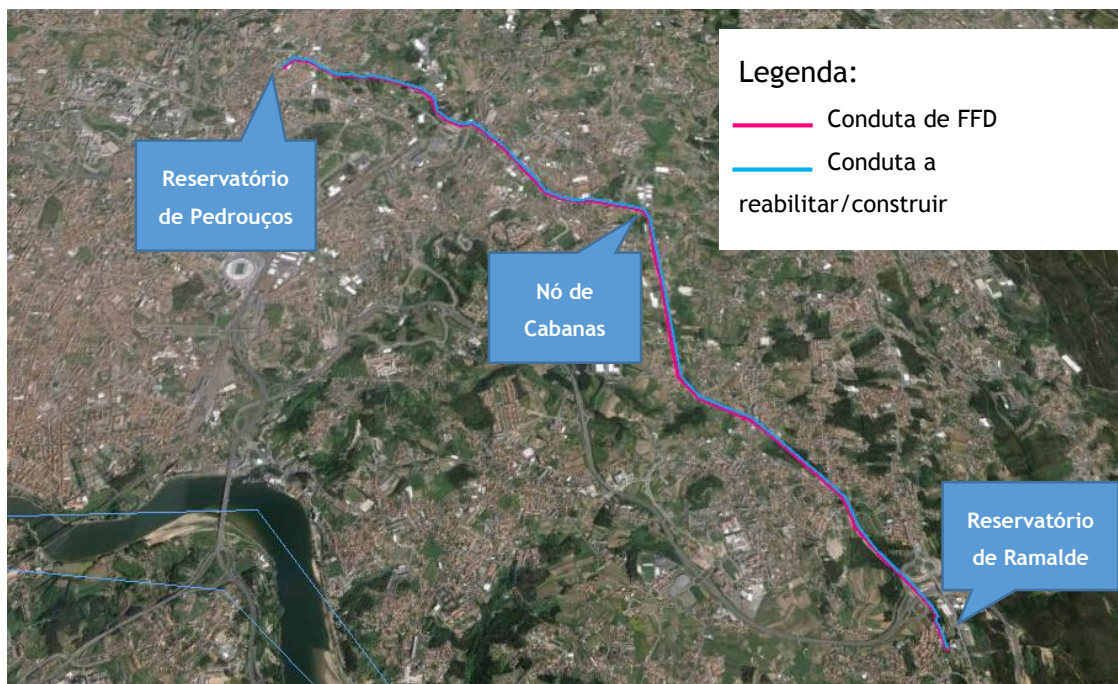 Legenda:
Conduta de FFD
Conduta a
reabilitar/construir
Reservatório
de Pedrouços
Nó de
Cabanas
Reservatório
de Ramalde